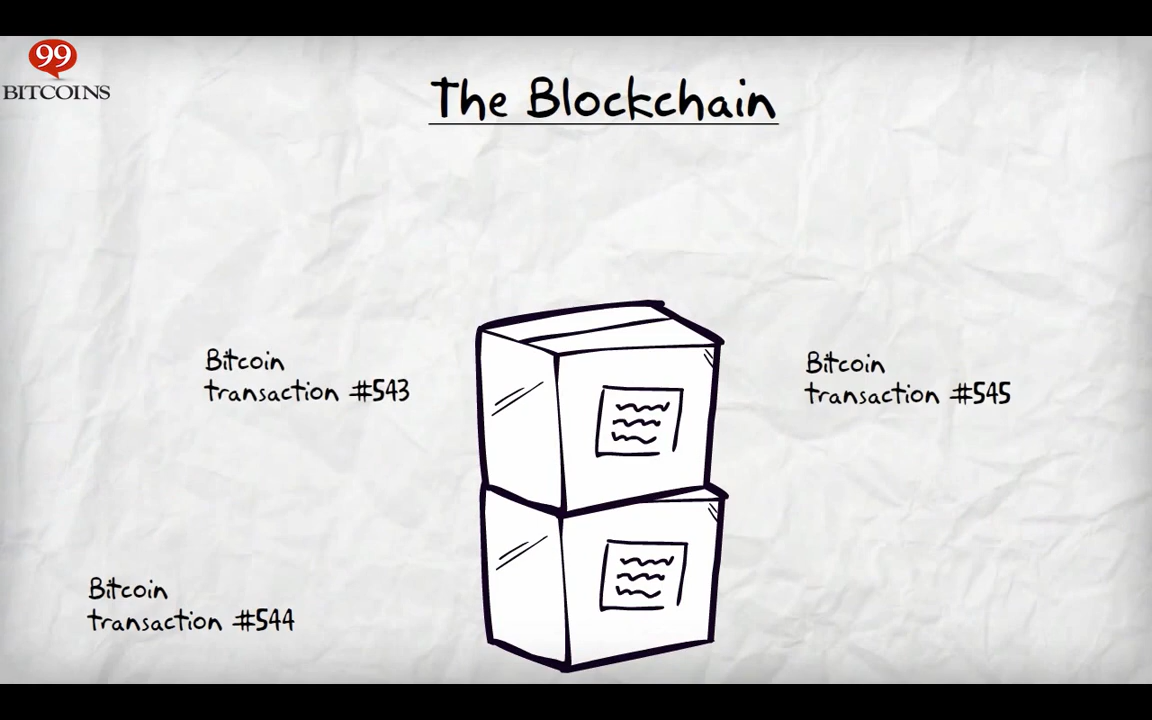 99
BITCOINS
The Blockchain
Bitcoin
transaction #543
Bitcoin
transaction #545
Bitcoin
transaction #544